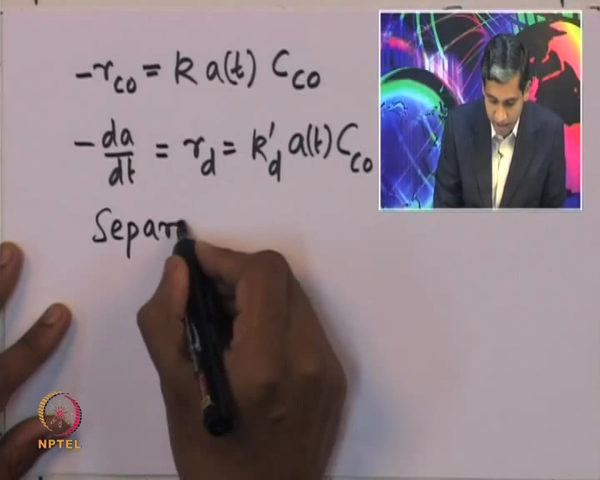 -r_CO = k a(t) C_CO
- da/dt = r_d = k'_d a(t) C_CO
Separ
NPTEL